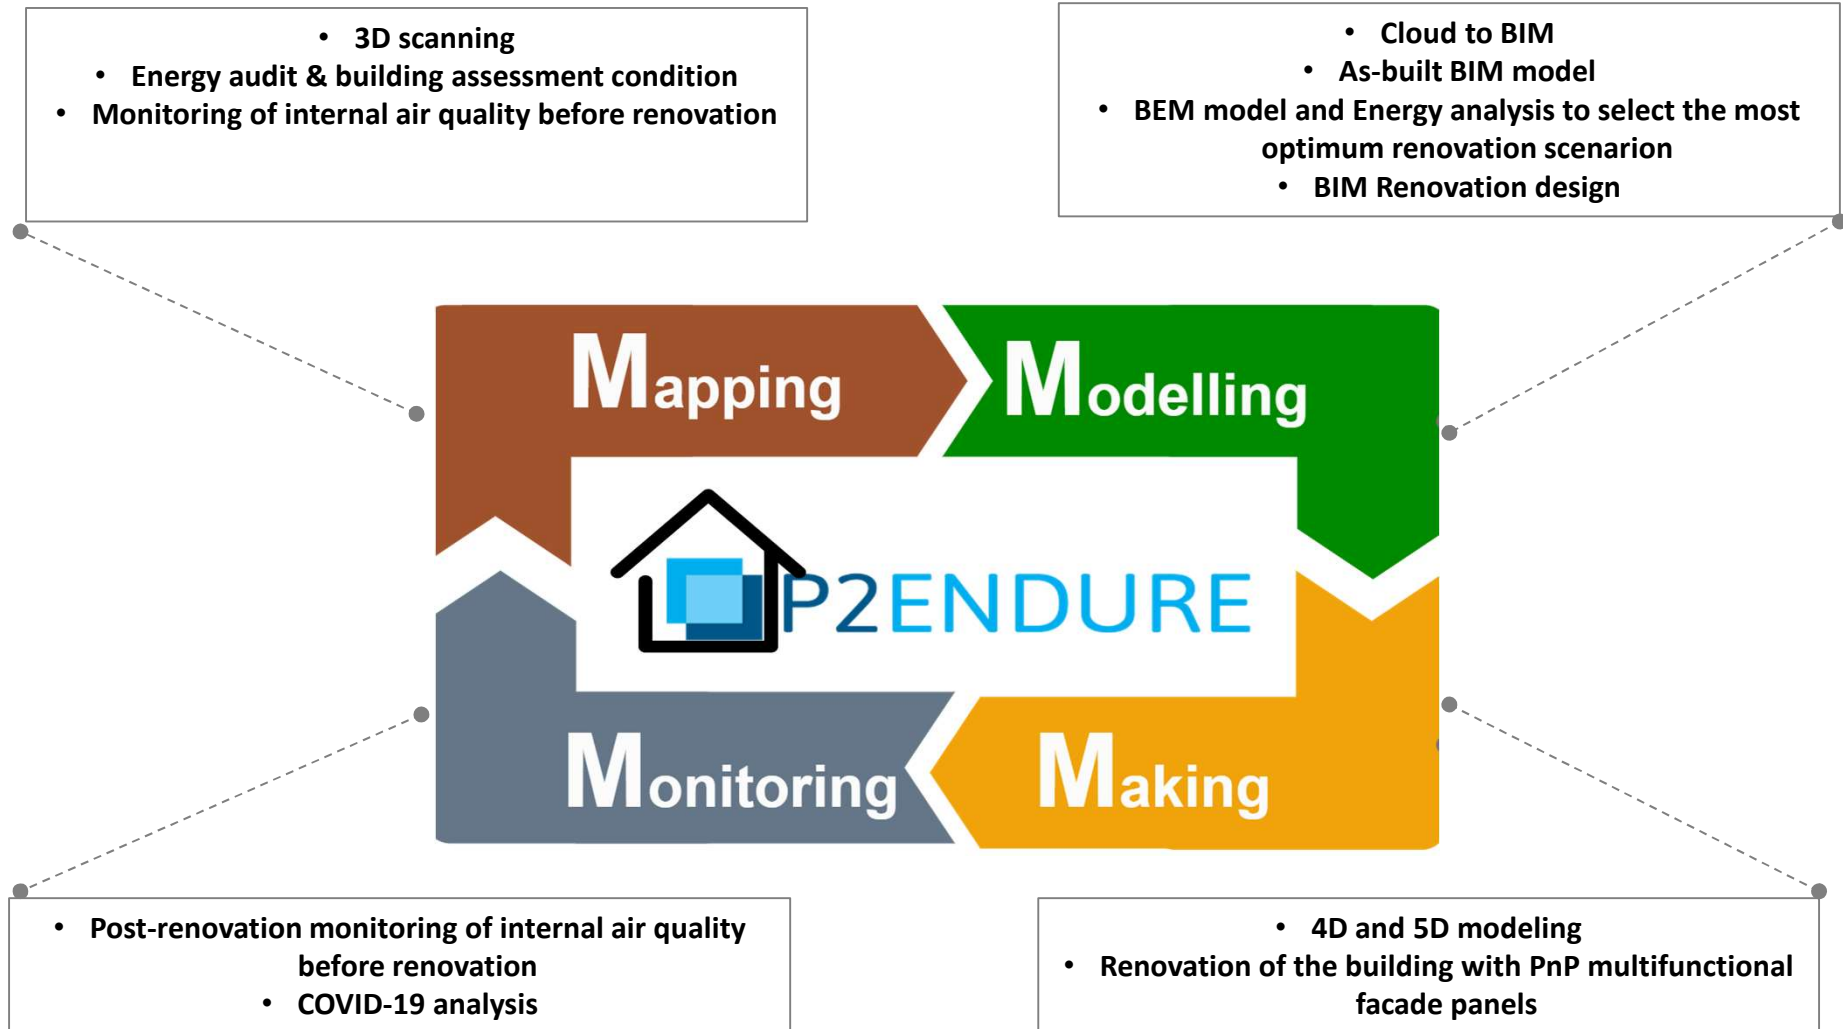 • 3D scanning
• Energy audit & building assessment condition
• Monitoring of internal air quality before renovation
• Cloud to BIM
• As-built BIM model
• BEM model and Energy analysis to select the most
optimum renovation scenarion
• BIM Renovation design
Mapping
Modelling
P2ENDURE
Monitoring
Making
• Post-renovation monitoring of internal air quality
before renovation
• COVID-19 analysis
• 4D and 5D modeling
• Renovation of the building with PnP multifunctional
facade panels